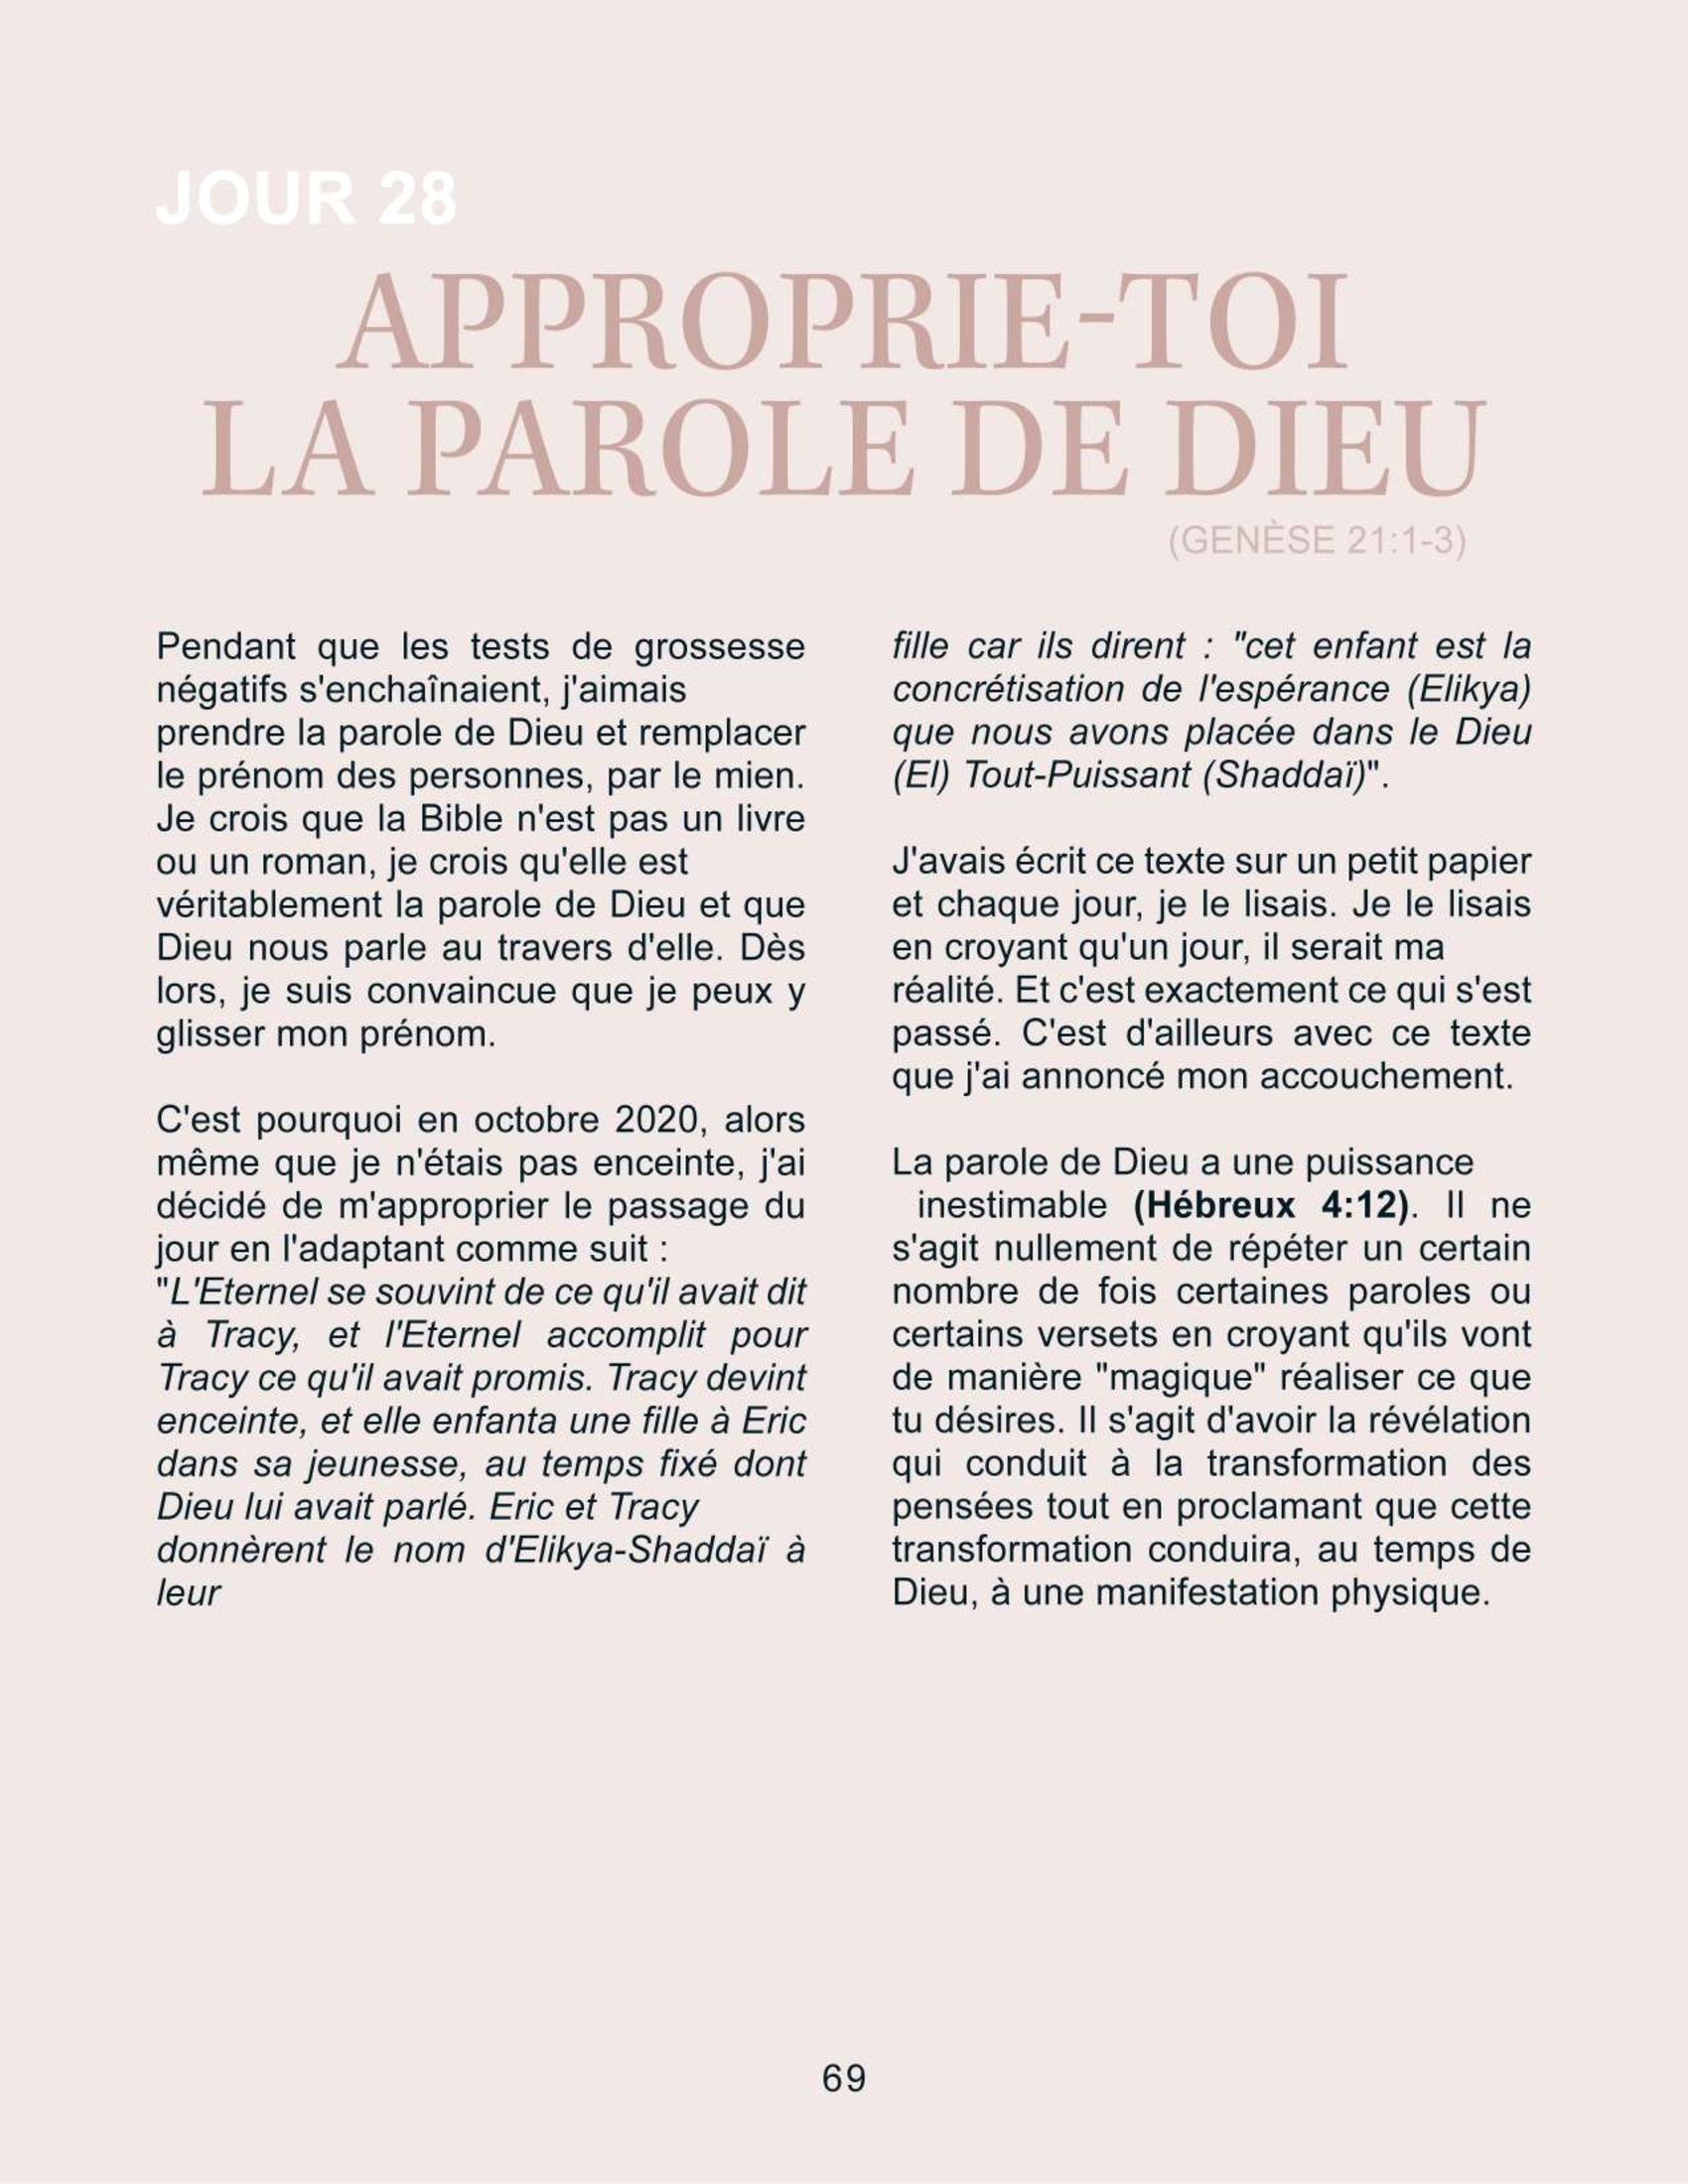 JOUR 28
APPROPRIE-TOI
LA PAROLE DE DIEU
(GENÈSE 21:1-3)
Pendant que les tests de grossesse
négatifs s'enchaînaient, j'aimais
prendre la parole de Dieu et remplacer
le prénom des personnes, par le mien.
Je crois que la Bible n'est pas un livre
ou un roman, je crois qu'elle est
véritablement la parole de Dieu et que
Dieu nous parle au travers d'elle. Dès
lors, je suis convaincue que je peux y
glisser mon prénom.
C'est pourquoi en octobre 2020, alors
même que je n'étais pas enceinte, j'ai
décidé de m'approprier le passage du
jour en l'adaptant comme suit :
"L'Eternel se souvint de ce qu'il avait dit
à Tracy, et l'Eternel accomplit pour
Tracy ce qu'il avait promis. Tracy devint
enceinte, et elle enfanta une fille à Eric
dans sa jeunesse, au temps fixé dont
Dieu lui avait parlé. Eric et Tracy
donnèrent le nom d'Elikya-Shaddaï à
leur
fille car ils dirent : "cet enfant est la
concrétisation de l'espérance (Elikya)
que nous avons placée dans le Dieu
(El) Tout-Puissant (Shaddaï)".
J'avais écrit ce texte sur un petit papier
et chaque jour, je le lisais. Je le lisais
en croyant qu'un jour, il serait ma
réalité. Et c'est exactement ce qui s'est
passé. C'est d'ailleurs avec ce texte
que j'ai annoncé mon accouchement.
La parole de Dieu a une puissance
inestimable (Hébreux 4:12). Il ne
s'agit nullement de répéter un certain
nombre de fois certaines paroles ou
certains versets en croyant qu'ils vont
de manière "magique" réaliser ce que
tu désires. Il s'agit d'avoir la révélation
qui conduit à la transformation des
pensées tout en proclamant que cette
transformation conduira, au temps de
Dieu, à une manifestation physique.
69